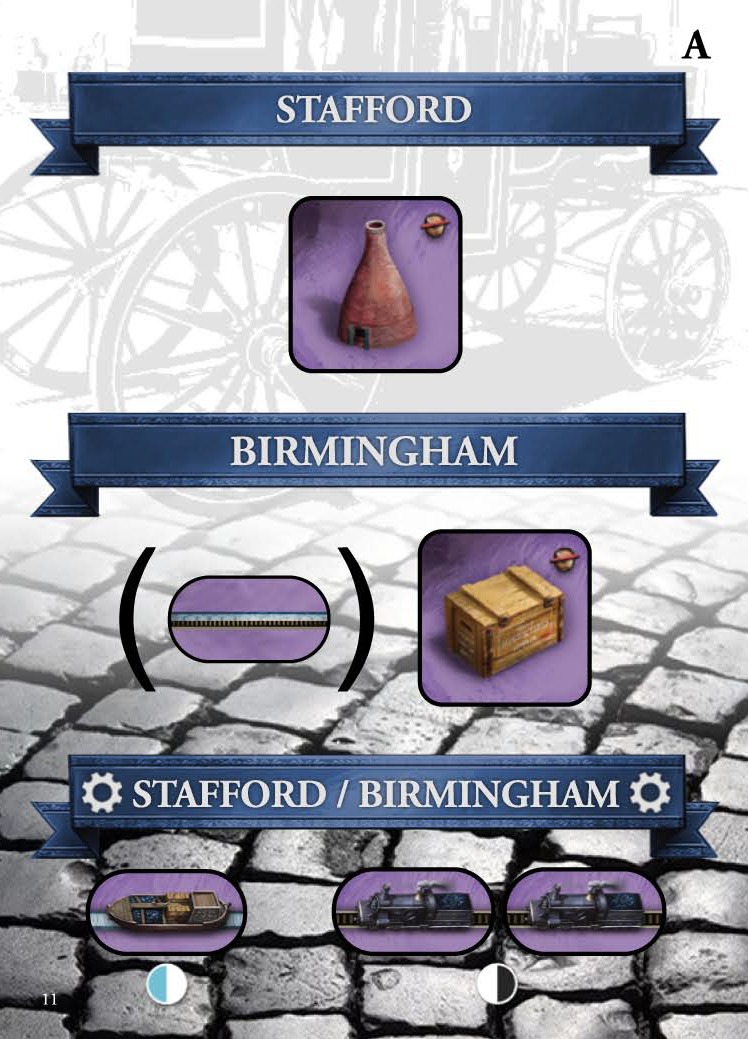 A
STAFFORD
BIRMINGHAM
( )
STAFFORD / BIRMINGHAM
11